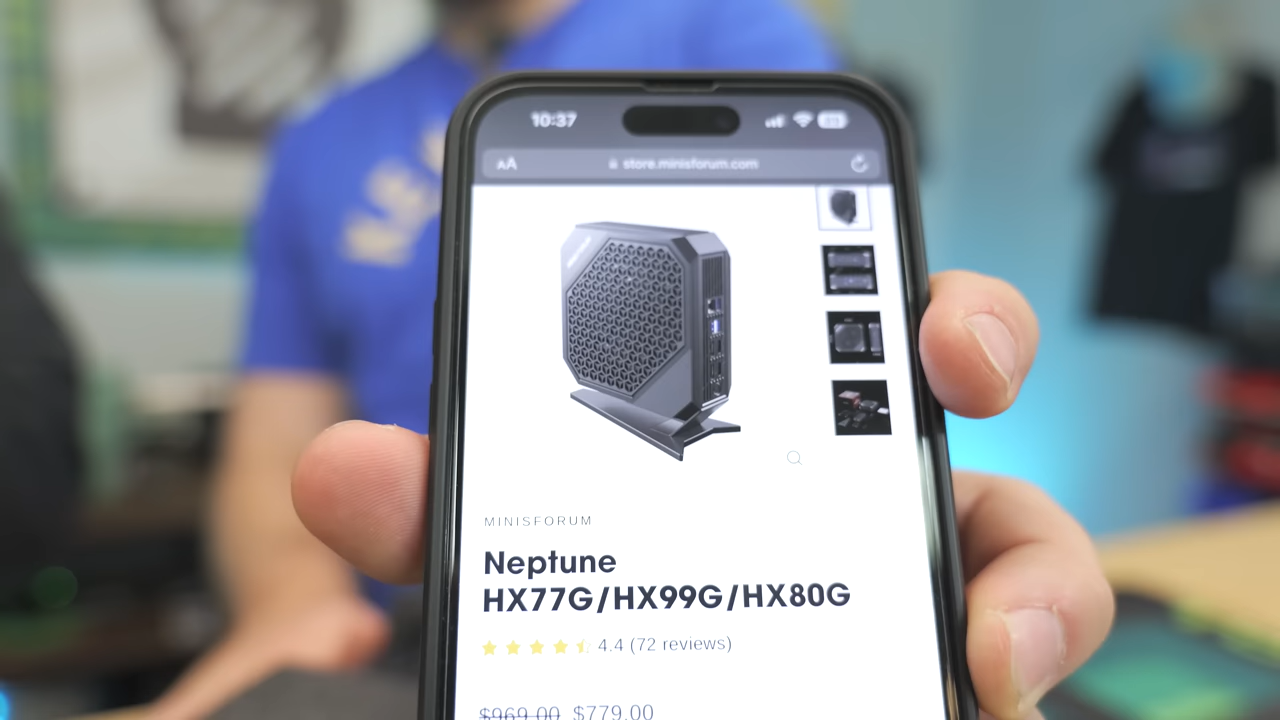 10:37
AA
store.minisforum.com
MINISFORUM
Neptune
HX77G/HX99G/HX80G
4.4 (72 reviews)
$969.00 $779.00